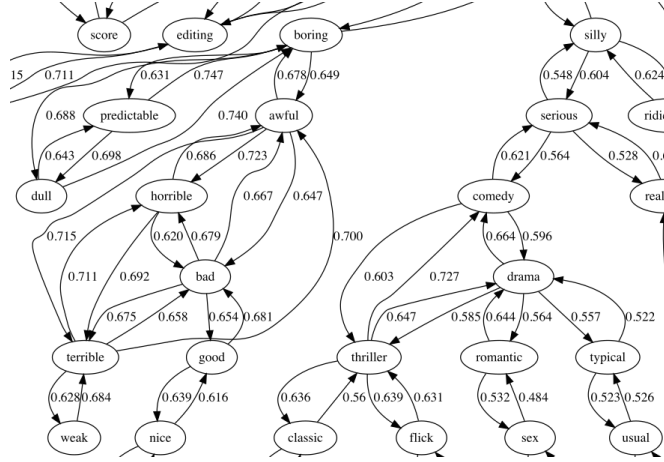 score editing boring silly
15 0.711 0.631 0.747 0.678 0.649 0.548 0.604 0.624
0.688 predictable 0.740 awful serious
0.643 0.698 0.686 0.723 0.621 0.564 0.528
dull horrible 0.667 0.647 comedy real
0.715 0.620 0.679 0.700 0.664 0.596
0.711 0.692 bad 0.603 0.727 drama
0.675 0.658 0.654 0.681 0.647 0.585 0.644 0.564 0.557 0.522
terrible good thriller romantic typical
0.628 0.684 0.639 0.616 0.636 0.56 0.639 0.631 0.532 0.484 0.523 0.526
weak nice classic flick sex usual